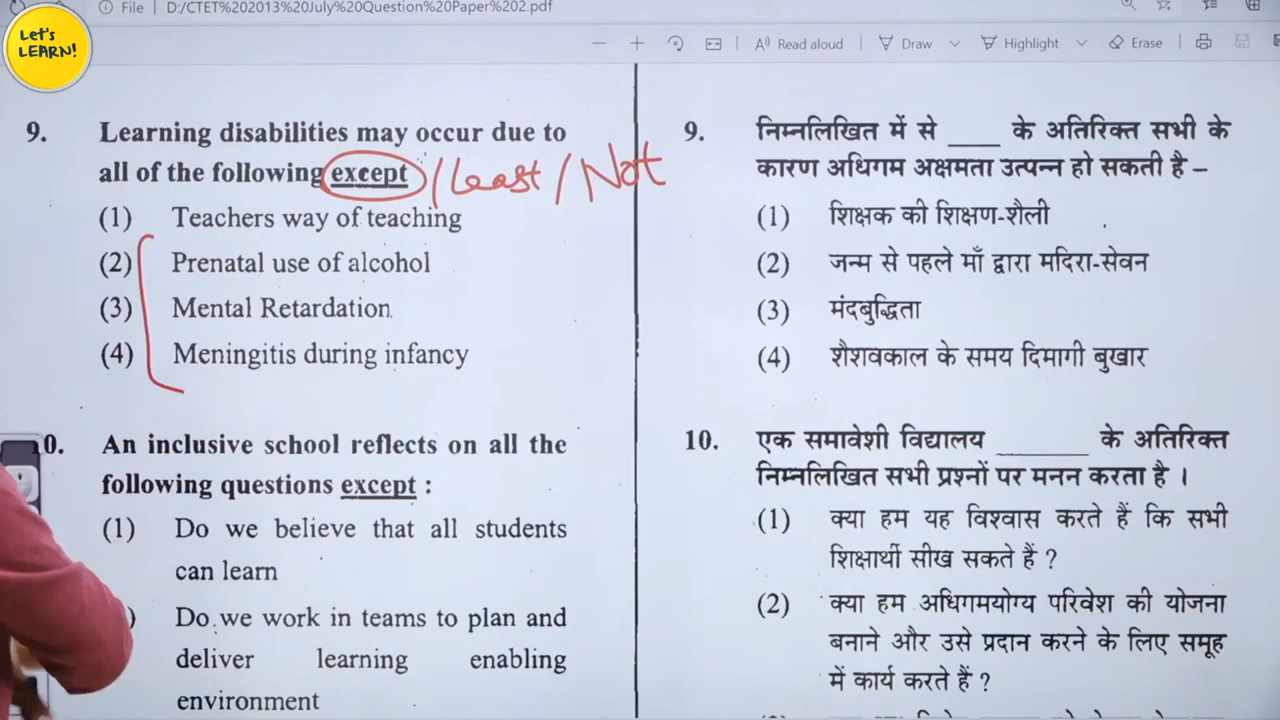 File | D:/CTET%202013%20July%20Question%20Paper%202.pdf
Let's
LEARN!
Read aloud
Draw
Highlight
Erase
9. Learning disabilities may occur due to
all of the following except / Least / Not
(1) Teachers way of teaching
(2) Prenatal use of alcohol
(3) Mental Retardation
(4) Meningitis during infancy
0. An inclusive school reflects on all the
following questions except :
(1) Do we believe that all students
can learn
) Do we work in teams to plan and
deliver learning enabling
environment
9. निम्नलिखित में से ____ के अतिरिक्त सभी के
कारण अधिगम अक्षमता उत्पन्न हो सकती है –
(1) शिक्षक की शिक्षण-शैली
(2) जन्म से पहले माँ द्वारा मदिरा-सेवन
(3) मंदबुद्धिता
(4) शैशवकाल के समय दिमागी बुखार
10. एक समावेशी विद्यालय ______ के अतिरिक्त
निम्नलिखित सभी प्रश्नों पर मनन करता है ।
(1) क्या हम यह विश्वास करते हैं कि सभी
शिक्षार्थी सीख सकते हैं ?
(2) क्या हम अधिगमयोग्य परिवेश की योजना
बनाने और उसे प्रदान करने के लिए समूह
में कार्य करते हैं ?